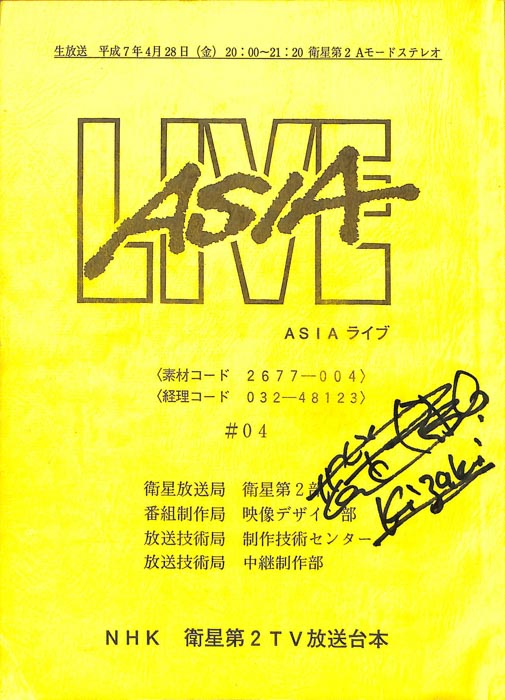 生放送 平成7年4月28日(金) 20:00〜21:20 衛星第2 Aモードステレオ
LIVE
ASIA
ASIA ライブ
〈素材コード 2677―004〉
〈経理コード 032―48123〉
#04
衛星放送局 衛星第2部
番組制作局 映像デザイン部
放送技術局 制作技術センター
放送技術局 中継制作部
Kizaki
NHK 衛星第2TV放送台本